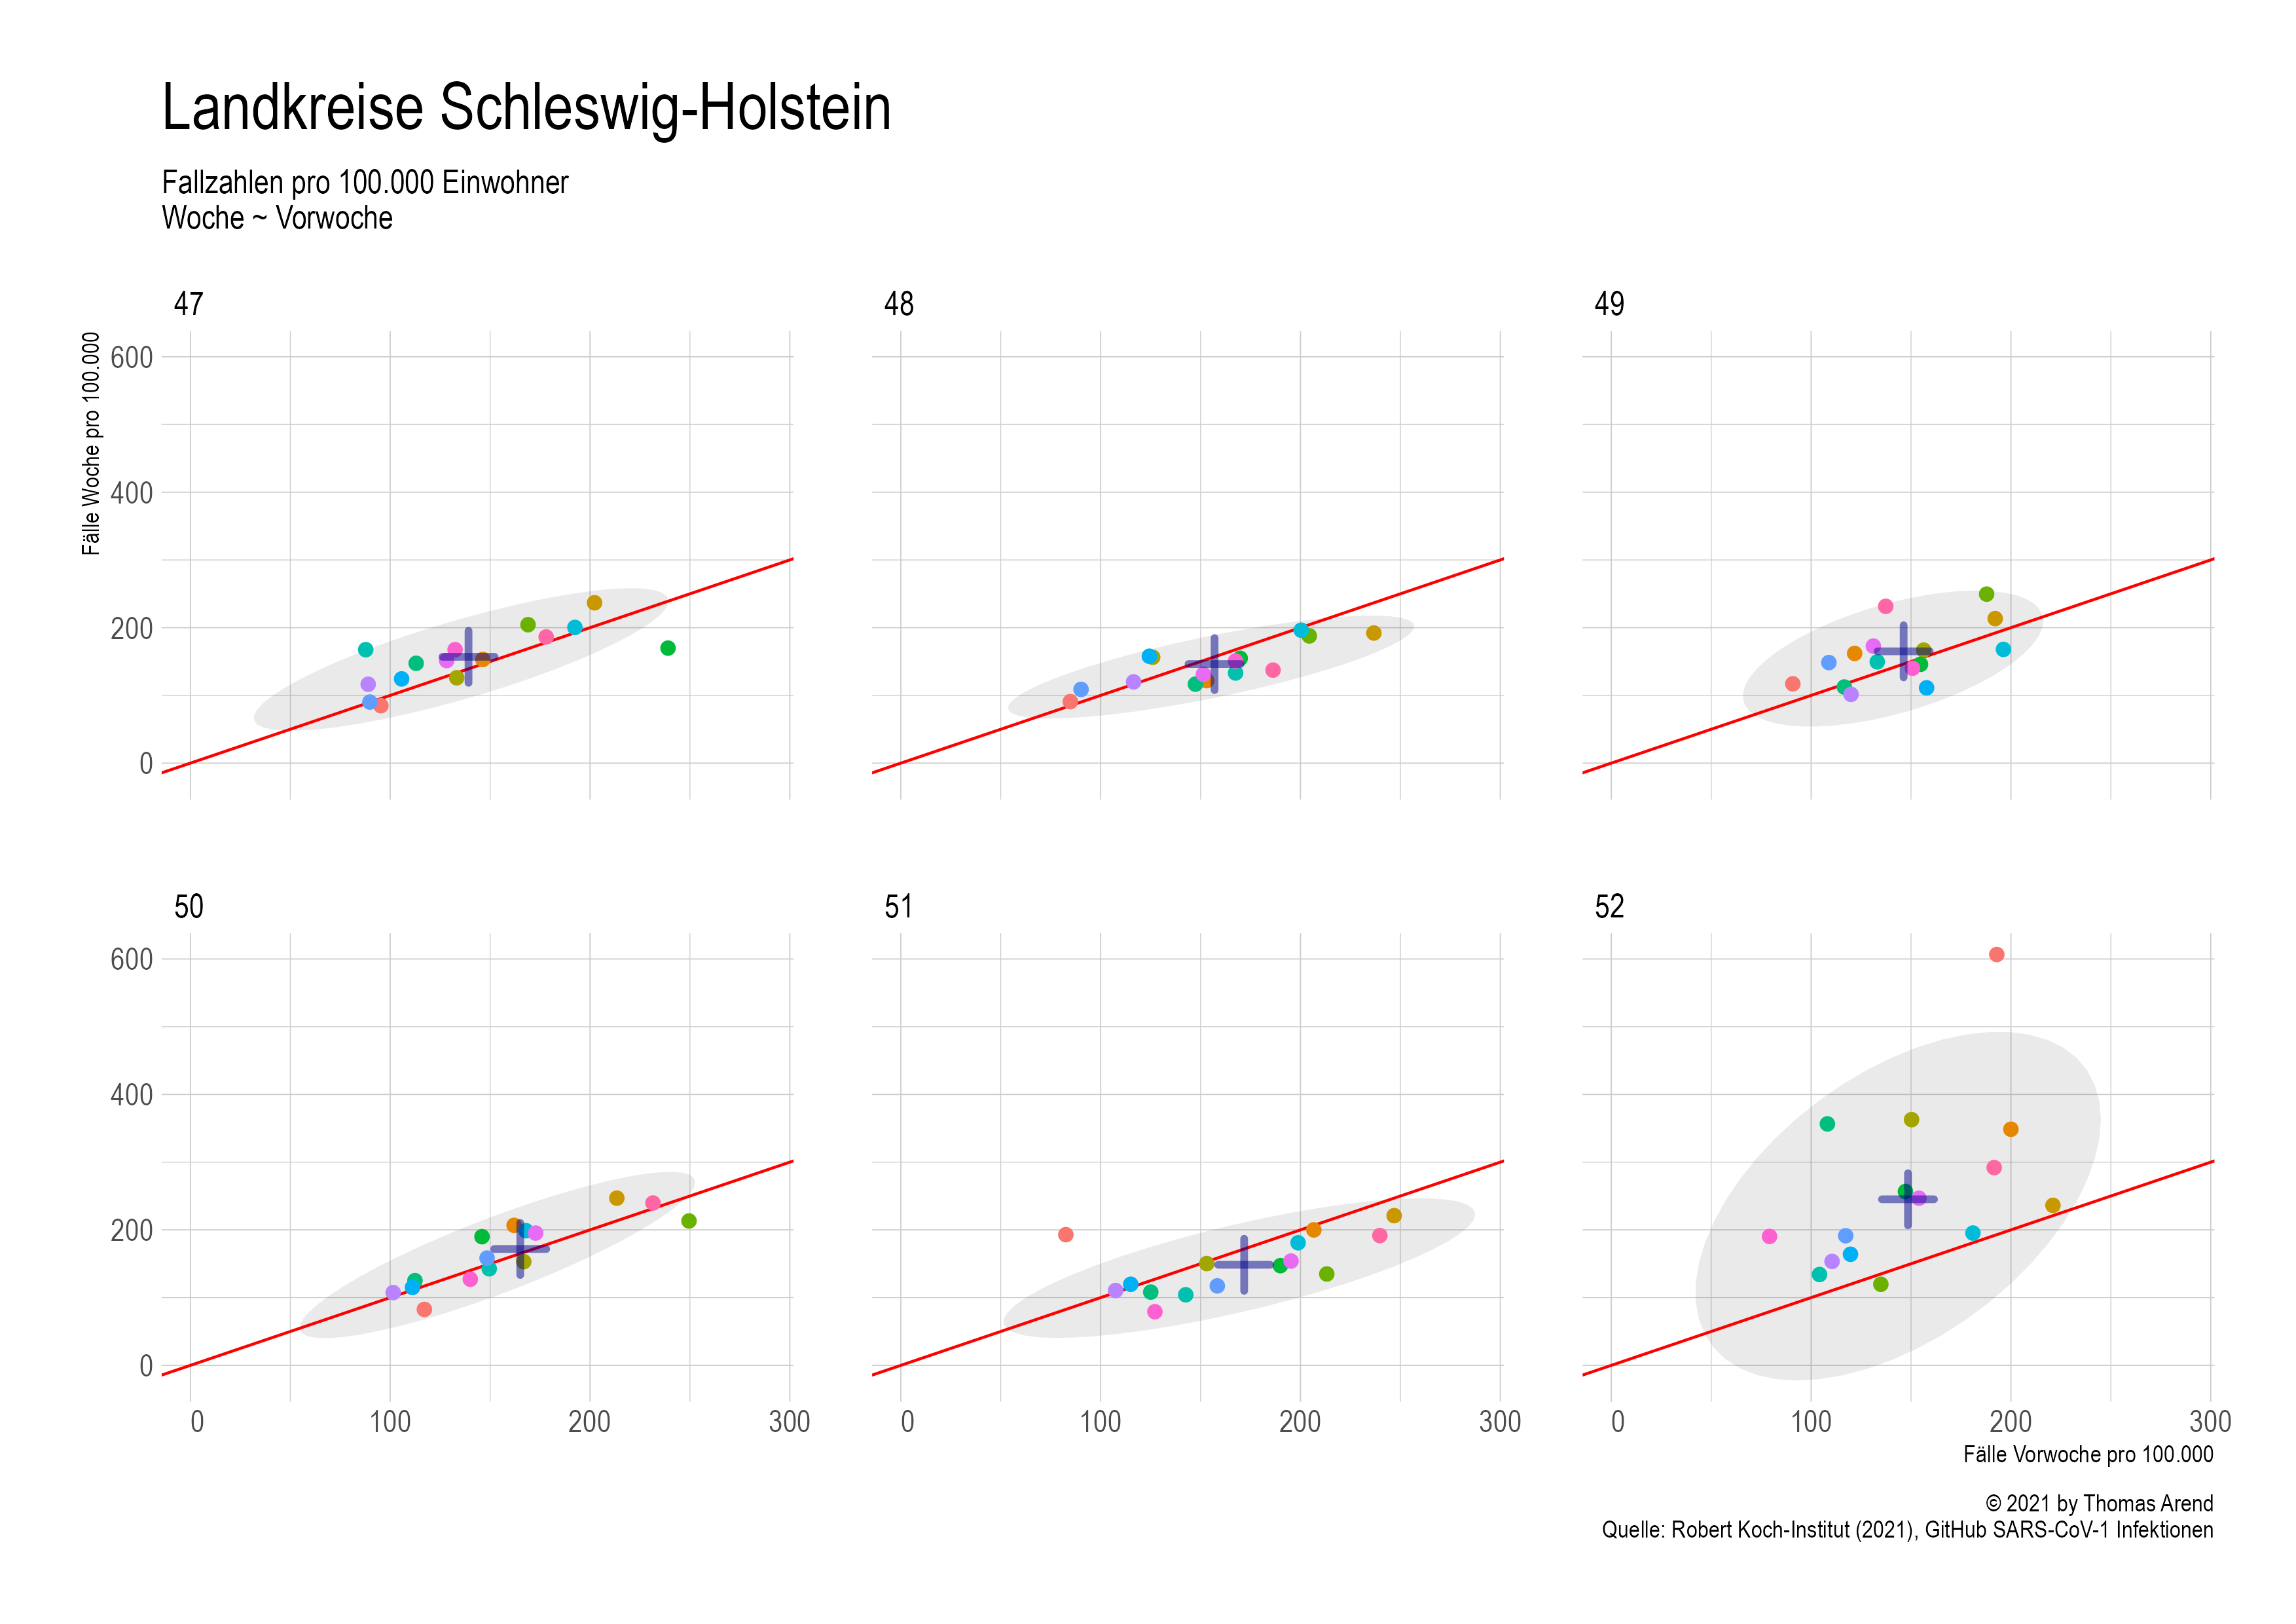 Landkreise Schleswig-Holstein
Fallzahlen pro 100.000 Einwohner
Woche ~ Vorwoche
47
48
49
Fälle Woche pro 100.000
600
400
200
0
50
51
52
600
400
200
0
0 100 200 300
0 100 200 300
0 100 200 300
Fälle Vorwoche pro 100.000
© 2021 by Thomas Arend
Quelle: Robert Koch-Institut (2021), GitHub SARS-CoV-1 Infektionen